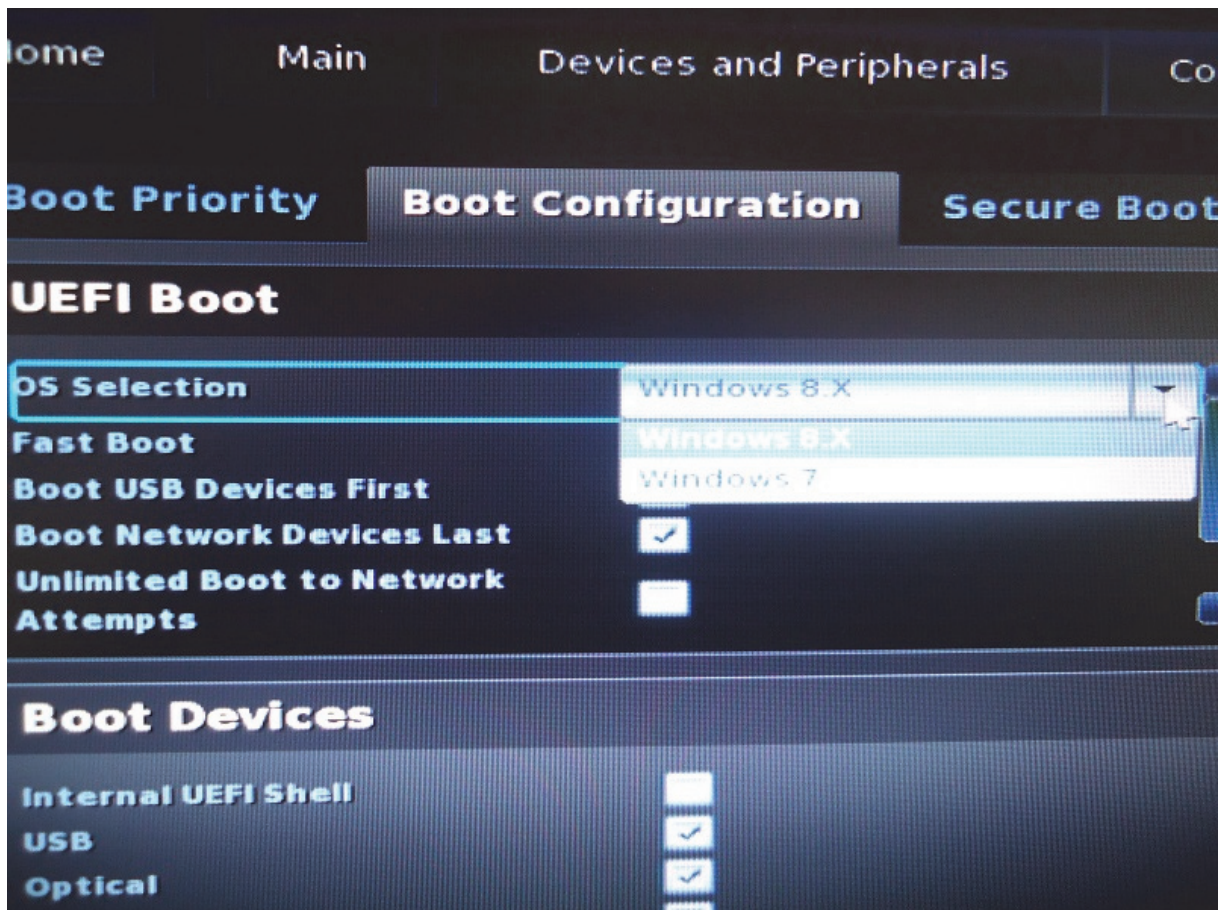 Home Main Devices and Peripherals Co
Boot Priority Boot Configuration Secure Boot
UEFI Boot
OS Selection Windows 8.X
Fast Boot Windows 8.X
Windows 7
Boot USB Devices First
Boot Network Devices Last
Unlimited Boot to Network
Attempts
Boot Devices
Internal UEFI Shell
USB
Optical